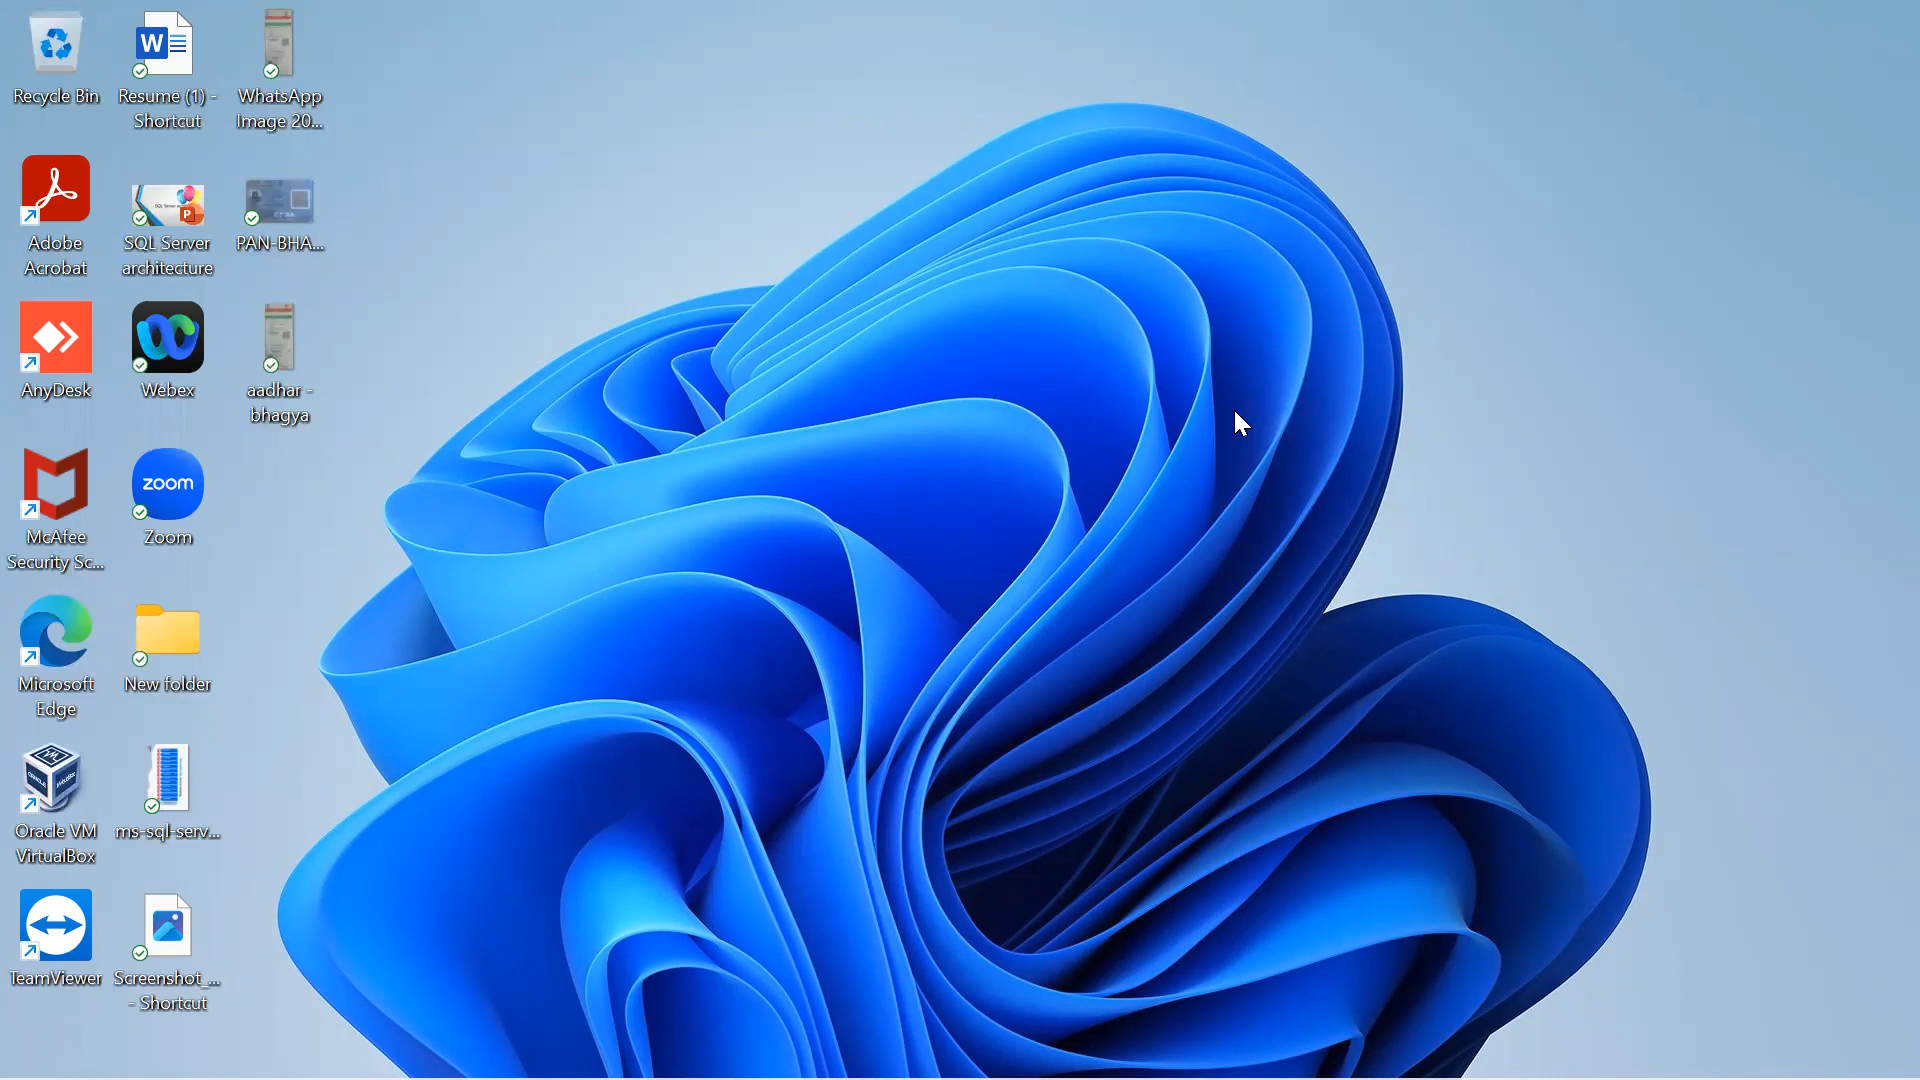 Recycle Bin
Resume (1) -
Shortcut
WhatsApp
Image 20...
Adobe
Acrobat
SQL Server
architecture
PAN-BHA...
AnyDesk
Webex
aadhar -
bhagya
McAfee
Security Sc...
zoom
Zoom
Microsoft
Edge
New folder
Oracle VM
VirtualBox
ms-sql-serv...
TeamViewer
Screenshot_...
- Shortcut